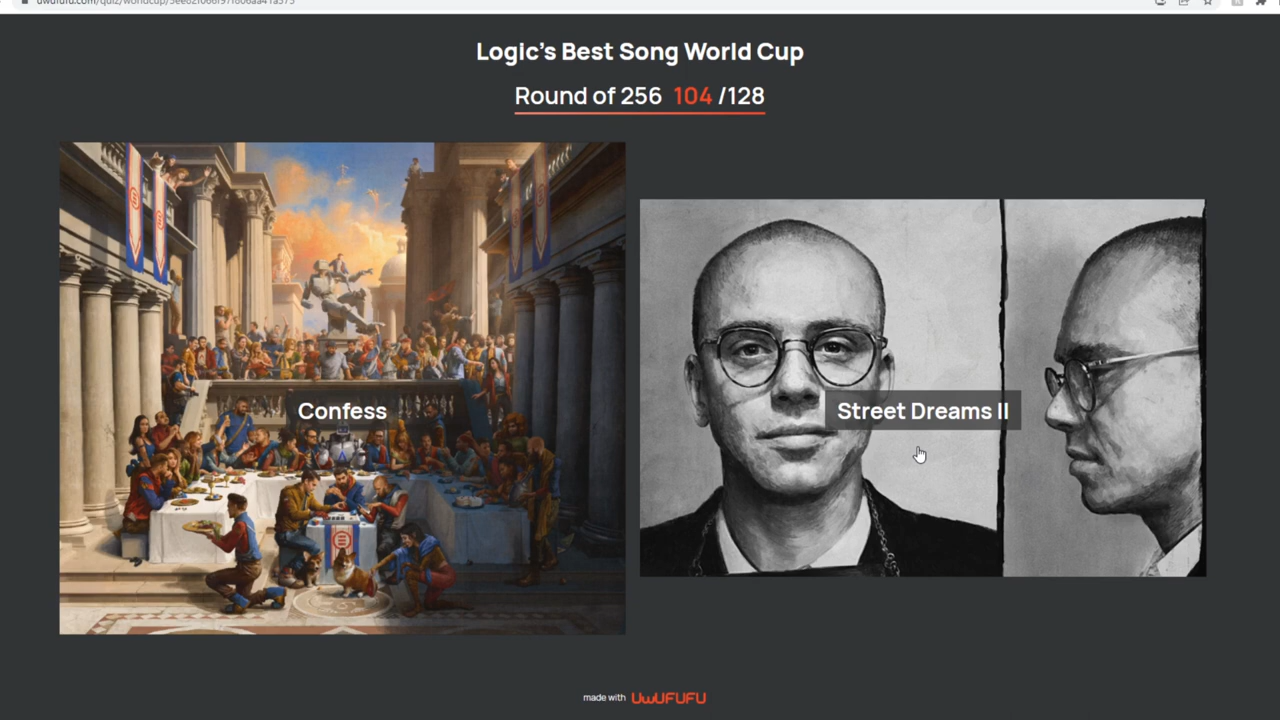 Logic's Best Song World Cup
Round of 256 104 /128
Confess
Street Dreams II
made with UwUFUFU